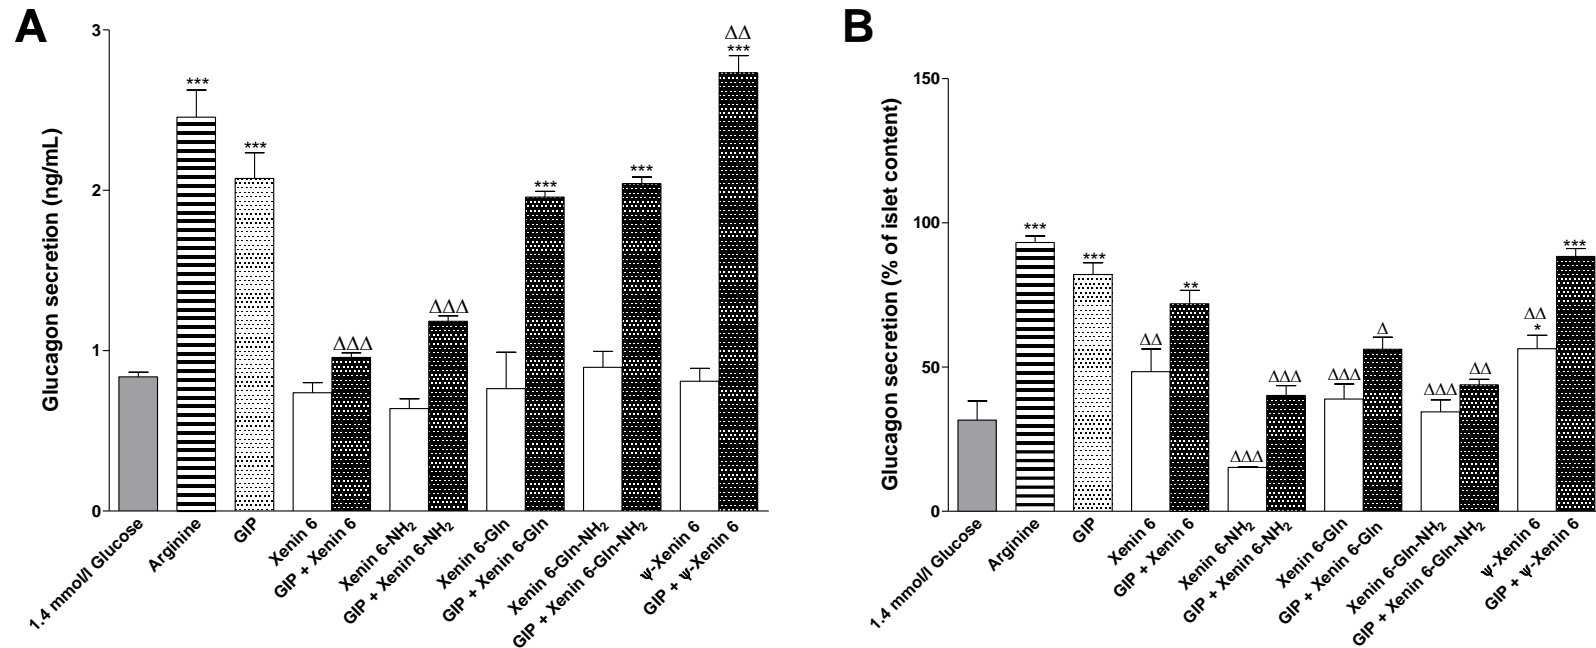 A
Glucagon secretion (ng/mL)
3
2
1
0
***
***
***
ΔΔΔ
ΔΔΔ
***
***
ΔΔ
***
1.4 mmol/l Glucose
Arginine
GIP
Xenin 6
GIP + Xenin 6
Xenin 6-NH₂
GIP + Xenin 6-NH₂
Xenin 6-Gln
GIP + Xenin 6-Gln
Xenin 6-Gln-NH₂
GIP + Xenin 6-Gln-NH₂
ψ-Xenin 6
GIP + ψ-Xenin 6
B
Glucagon secretion (% of islet content)
150
100
50
0
***
***
ΔΔ
**
ΔΔΔ
ΔΔΔ
ΔΔΔ
Δ
ΔΔΔ
ΔΔ
ΔΔ
*
***
1.4 mmol/l Glucose
Arginine
GIP
Xenin 6
GIP + Xenin 6
Xenin 6-NH₂
GIP + Xenin 6-NH₂
Xenin 6-Gln
GIP + Xenin 6-Gln
Xenin 6-Gln-NH₂
GIP + Xenin 6-Gln-NH₂
ψ-Xenin 6
GIP + ψ-Xenin 6